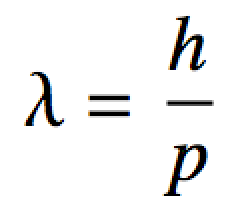 λ = h/p